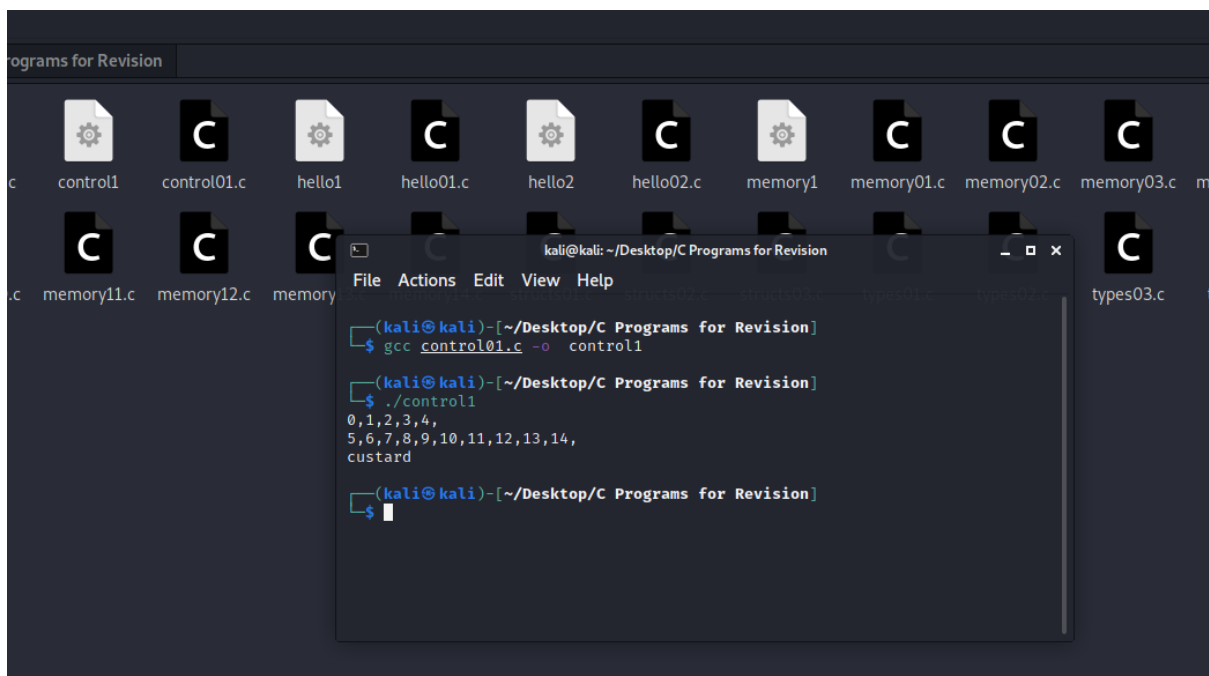 rograms for Revision
c control1 control01.c hello1 hello01.c hello2 hello02.c memory1 memory01.c memory02.c memory03.c m
.c memory11.c memory12.c memory types03.c
kali@kali: ~/Desktop/C Programs for Revision
File Actions Edit View Help
(kali㉿kali)-[~/Desktop/C Programs for Revision]
$ gcc control01.c -o control1
(kali㉿kali)-[~/Desktop/C Programs for Revision]
$ ./control1
0,1,2,3,4,
5,6,7,8,9,10,11,12,13,14,
custard
(kali㉿kali)-[~/Desktop/C Programs for Revision]
$